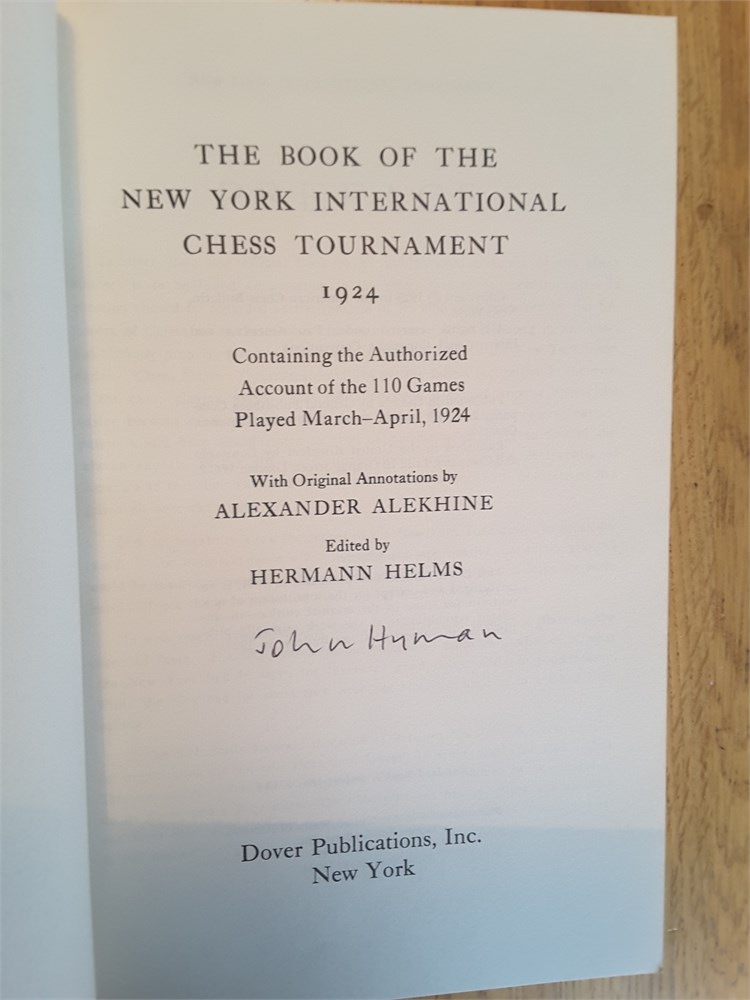 THE BOOK OF THE
NEW YORK INTERNATIONAL
CHESS TOURNAMENT
1924
Containing the Authorized
Account of the 110 Games
Played March–April, 1924
With Original Annotations by
ALEXANDER ALEKHINE
Edited by
HERMANN HELMS
John Hyman
Dover Publications, Inc.
New York